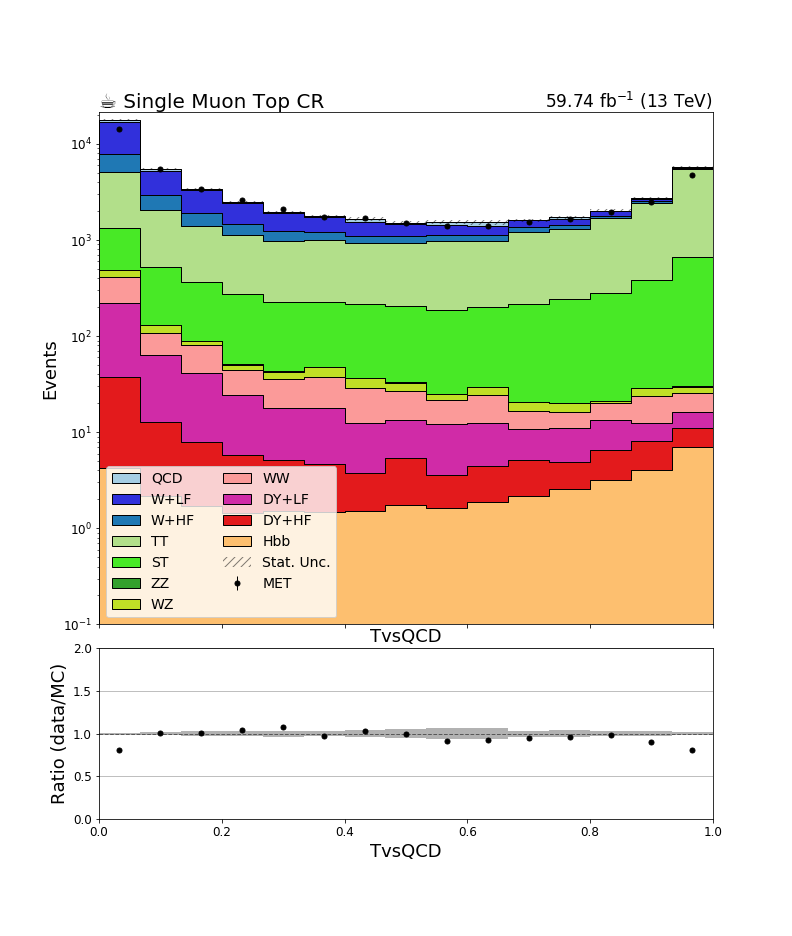 ☕ Single Muon Top CR 59.74 fb⁻¹ (13 TeV)
Events
10⁴
10³
10²
10¹
10⁰
10⁻¹
QCD WW
W+LF DY+LF
W+HF DY+HF
TT Hbb
ST Stat. Unc.
ZZ MET
WZ
TvsQCD
Ratio (data/MC)
2.0
1.5
1.0
0.5
0.0
0.0 0.2 0.4 0.6 0.8 1.0
TvsQCD